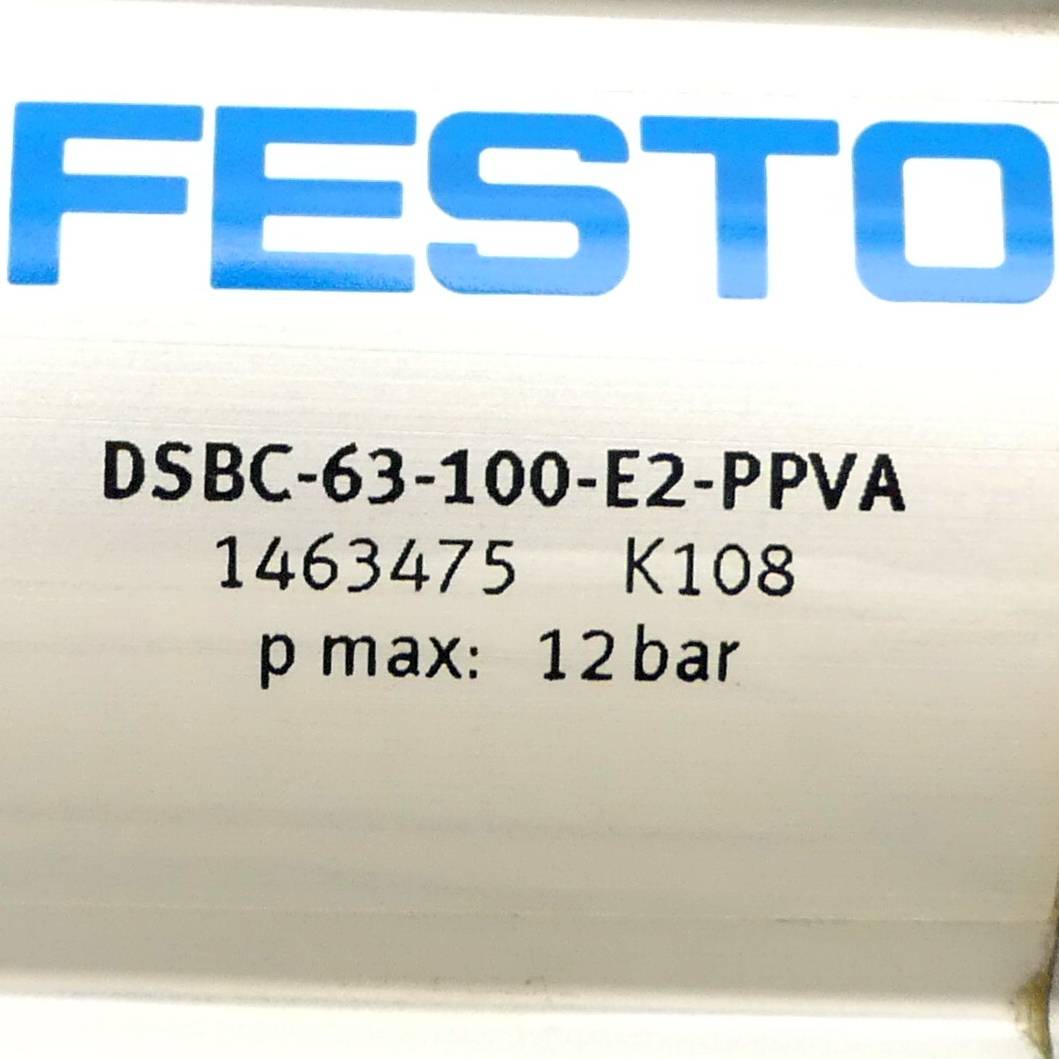 FESTO
DSBC-63-100-E2-PPVA
1463475 K108
p max: 12 bar